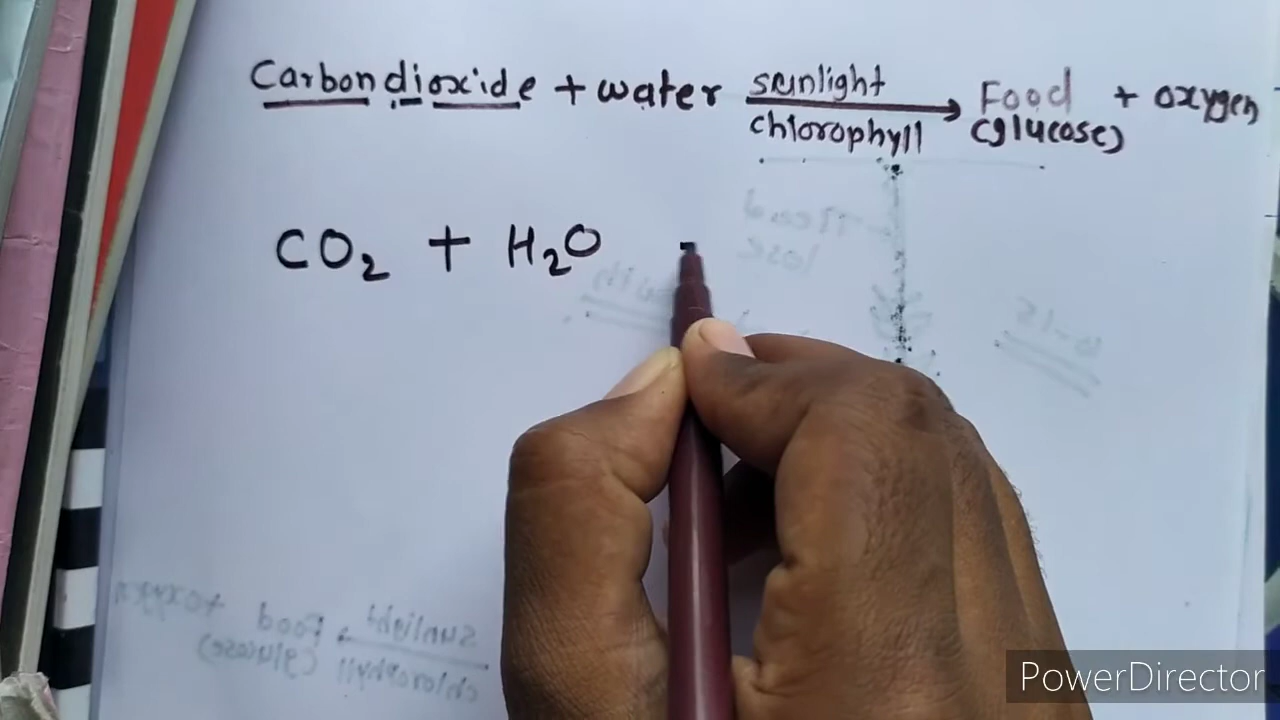 Carbondioxide + water sunlight Food + oxygen
chlorophyll (glucose)
CO₂ + H₂O
PowerDirector